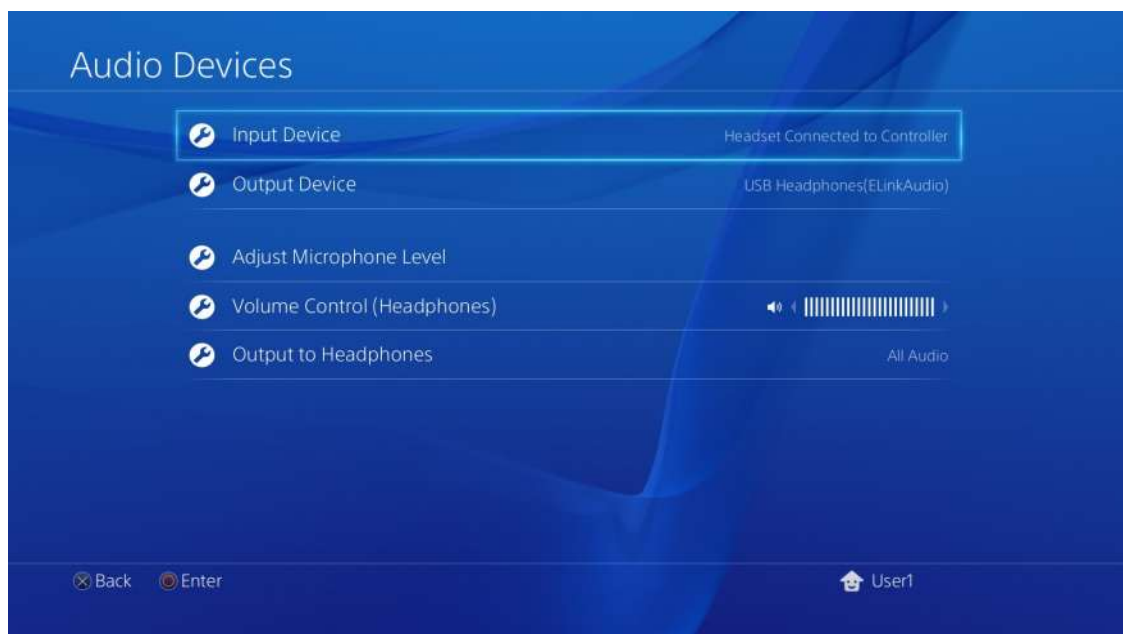 Audio Devices
Input Device Headset Connected to Controller
Output Device USB Headphones(ELinkAudio)
Adjust Microphone Level
Volume Control (Headphones)
Output to Headphones All Audio
Back Enter User1